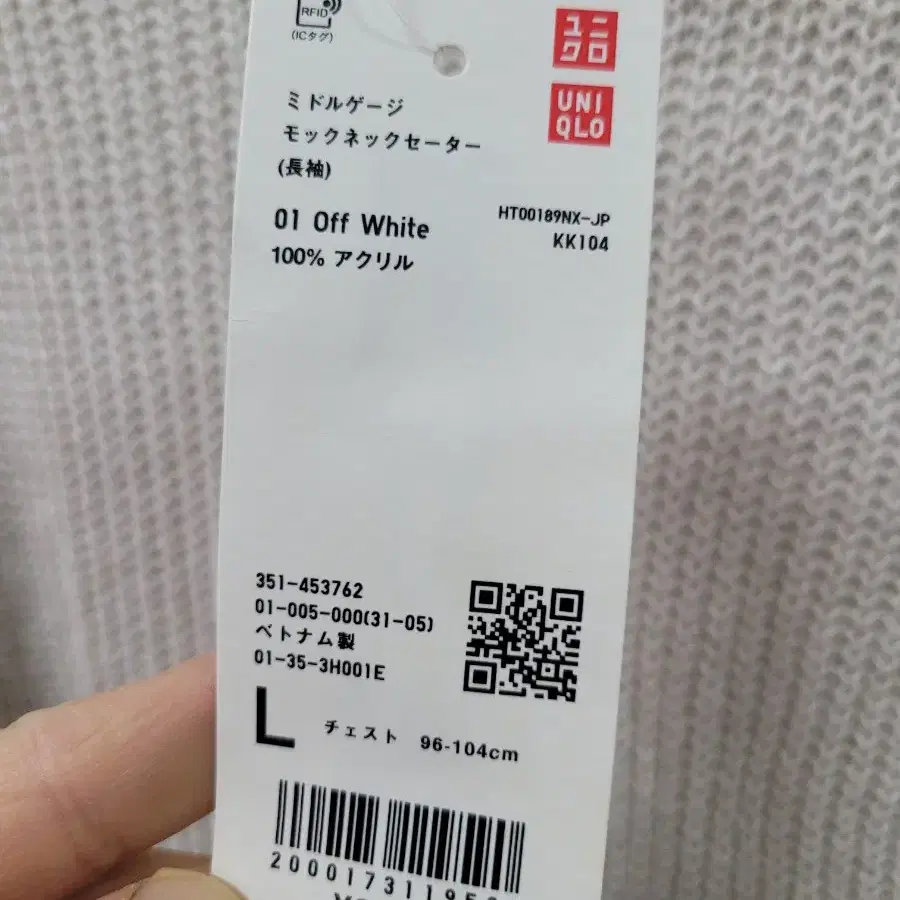 RFID
(ICタグ)
ユニ
クロ
UNI
QLO
ミドルゲージ
モックネックセーター
(長袖)
01 Off White
100% アクリル
HT00189NX-JP
KK104
351-453762
01-005-000(31-05)
ベトナム製
01-35-3H001E
L チェスト 96-104cm